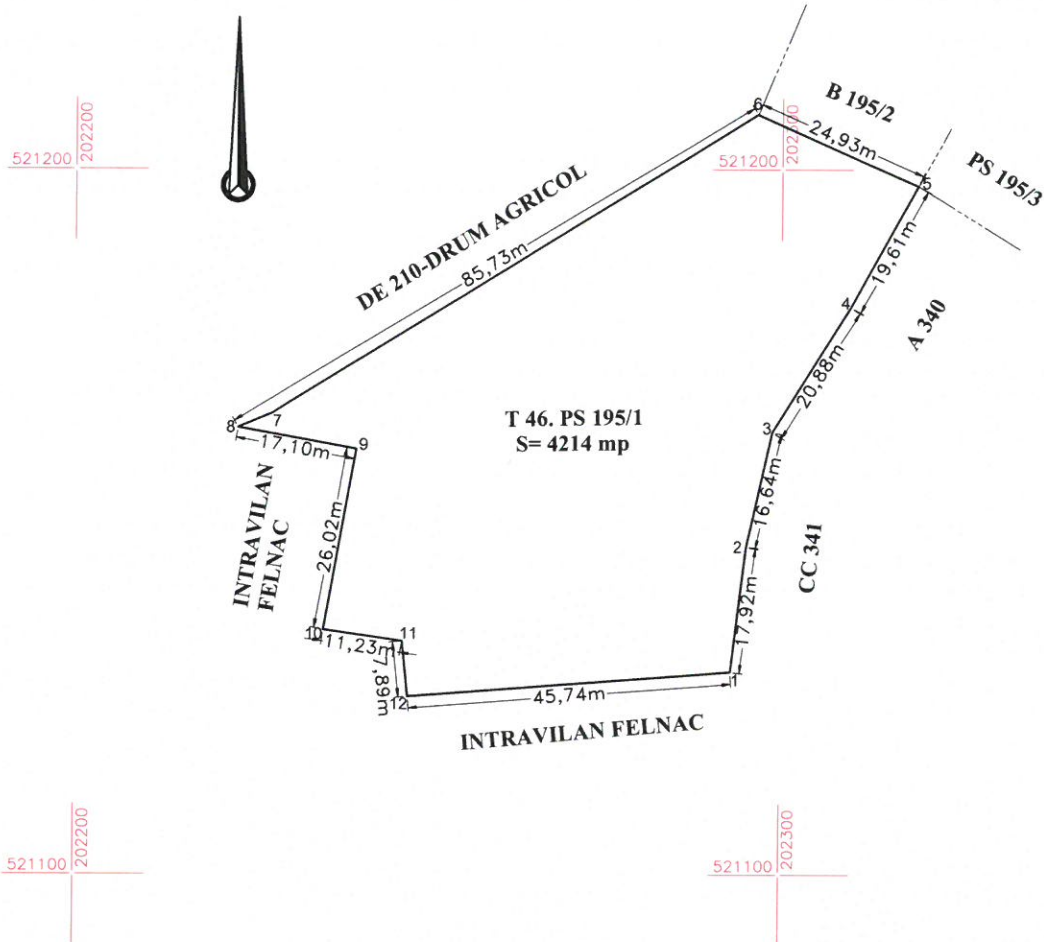 6
B 195/2
24,93m
202200
521200
202300
521200
5
PS 195/3
DE 210-DRUM AGRICOL
85,73m
19,61m
4
A 340
20,88m
8
7
17,10m
9
T 46. PS 195/1
S= 4214 mp
3
16,64m
INTRAVILAN
FELNAC
26,02m
2
CC 341
17,92m
10
11,23m
11
7,89m
12
45,74m
1
INTRAVILAN FELNAC
202200
521100
202300
521100